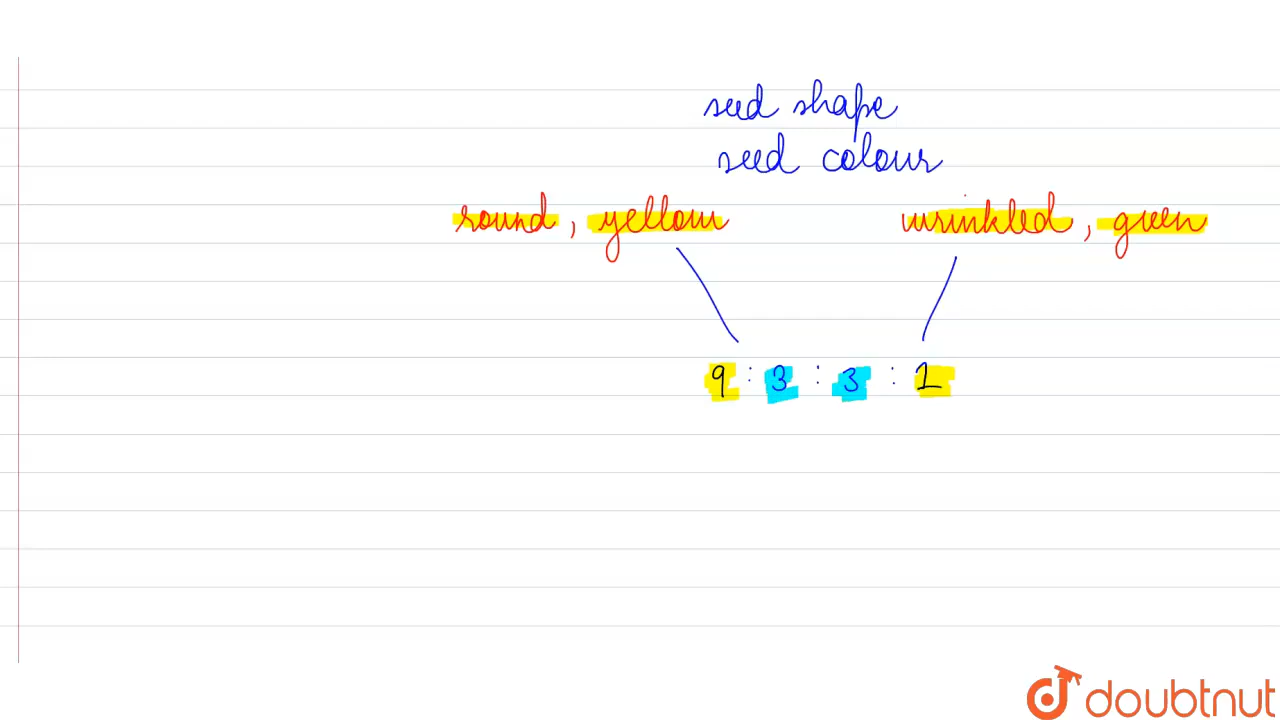 seed shape
seed colour
round, yellow wrinkled, green
9 : 3 : 3 : 1
doubtnut